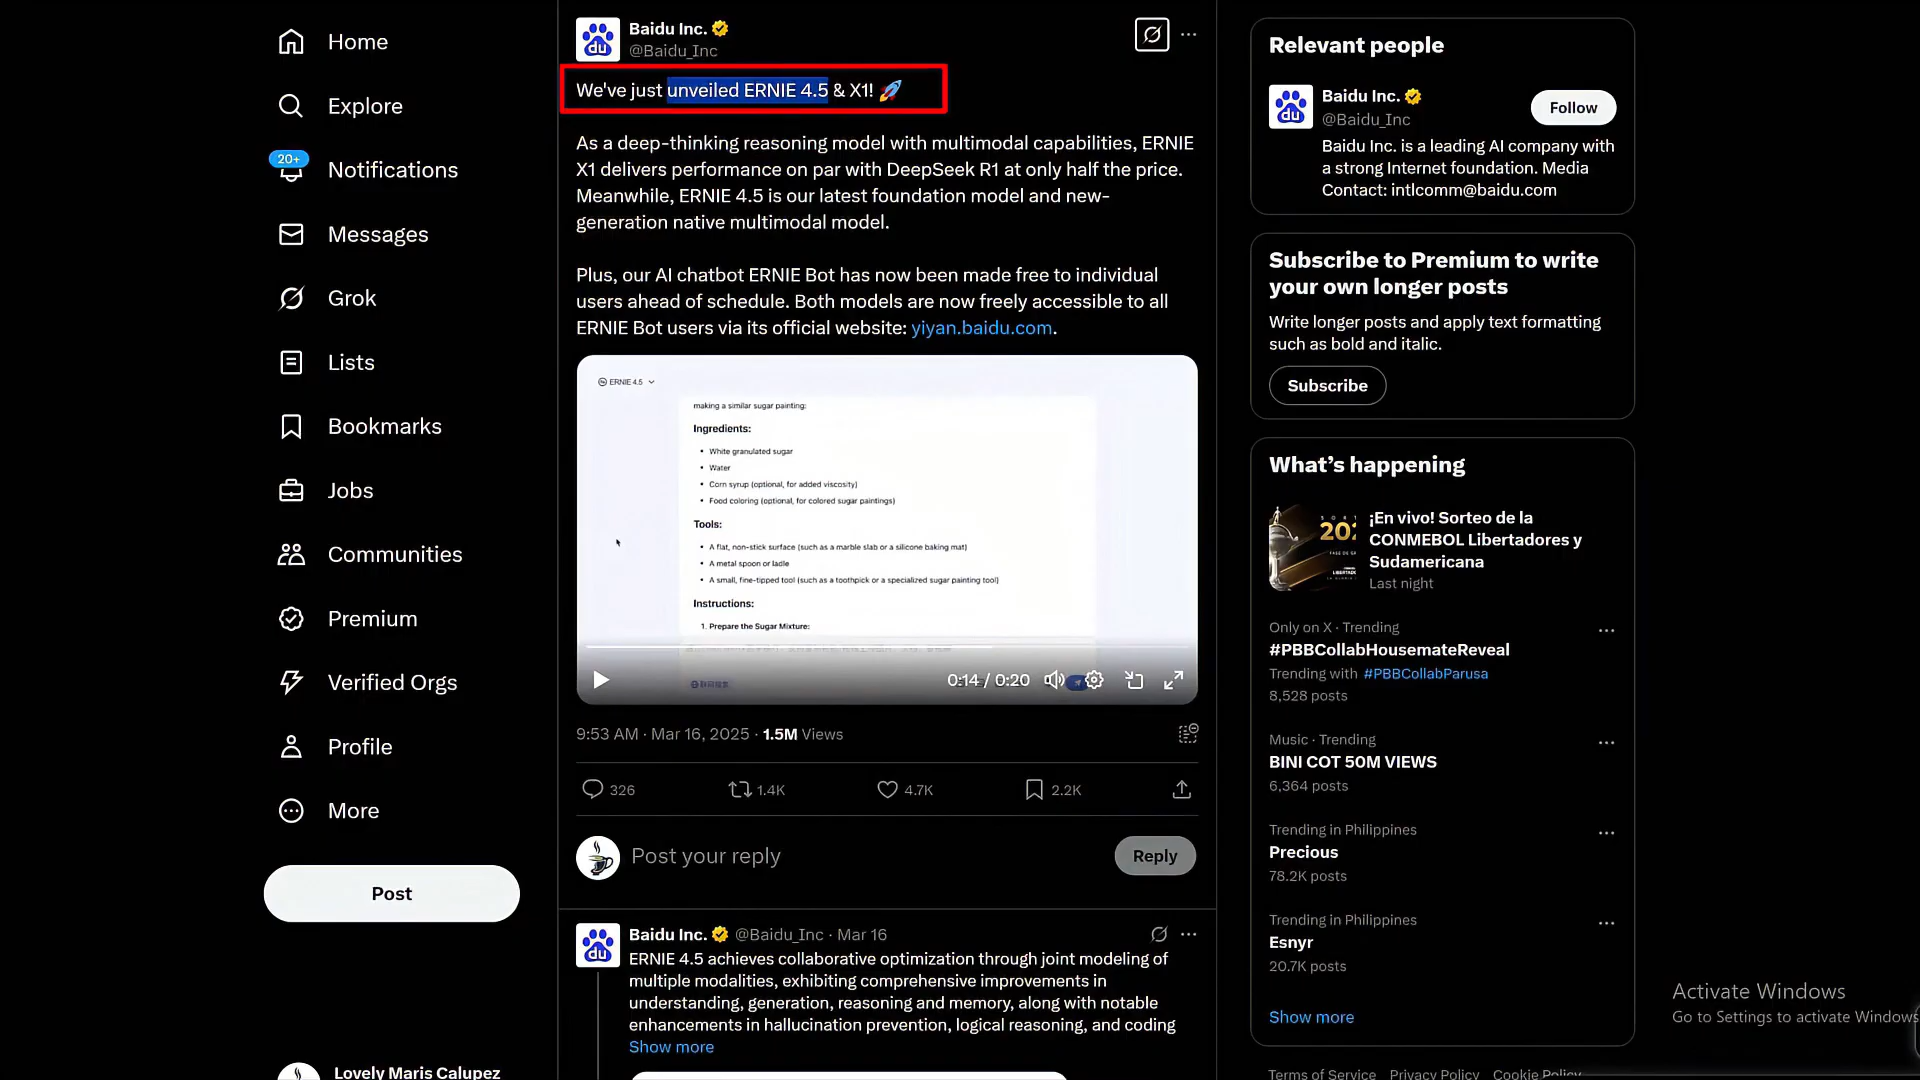 Home
Explore
20+
Notifications
Messages
Grok
Lists
Bookmarks
Jobs
Communities
Premium
Verified Orgs
Profile
More
Post
Lovely Maris Calupez
Baidu Inc.
@Baidu_Inc
We've just unveiled ERNIE 4.5 & X1! 🚀
As a deep-thinking reasoning model with multimodal capabilities, ERNIE
X1 delivers performance on par with DeepSeek R1 at only half the price.
Meanwhile, ERNIE 4.5 is our latest foundation model and new-
generation native multimodal model.
Plus, our AI chatbot ERNIE Bot has now been made free to individual
users ahead of schedule. Both models are now freely accessible to all
ERNIE Bot users via its official website: yiyan.baidu.com.
ERNIE 4.5
making a similar sugar painting:
Ingredients:
• White granulated sugar
• Water
• Corn syrup (optional, for added viscosity)
• Food coloring (optional, for colored sugar paintings)
Tools:
• A flat, non-stick surface (such as a marble slab or a silicone baking mat)
• A metal spoon or ladle
• A small, fine-tipped tool (such as a toothpick or a specialized sugar painting tool)
Instructions:
1. Prepare the Sugar Mixture:
0:14 / 0:20
9:53 AM · Mar 16, 2025 · 1.5M Views
326
1.4K
4.7K
2.2K
Post your reply
Reply
Baidu Inc. @Baidu_Inc · Mar 16
ERNIE 4.5 achieves collaborative optimization through joint modeling of
multiple modalities, exhibiting comprehensive improvements in
understanding, generation, reasoning and memory, along with notable
enhancements in hallucination prevention, logical reasoning, and coding
Show more
Relevant people
Baidu Inc.
@Baidu_Inc
Follow
Baidu Inc. is a leading AI company with
a strong Internet foundation. Media
Contact: intlcomm@baidu.com
Subscribe to Premium to write
your own longer posts
Write longer posts and apply text formatting
such as bold and italic.
Subscribe
What's happening
¡En vivo! Sorteo de la
CONMEBOL Libertadores y
Sudamericana
Last night
Only on X · Trending
#PBBCollabHousemateReveal
Trending with #PBBCollabParusa
8,528 posts
Music · Trending
BINI COT 50M VIEWS
6,364 posts
Trending in Philippines
Precious
78.2K posts
Trending in Philippines
Esnyr
20.7K posts
Show more
Terms of Service Privacy Policy Cookie Policy
Activate Windows
Go to Settings to activate Windows